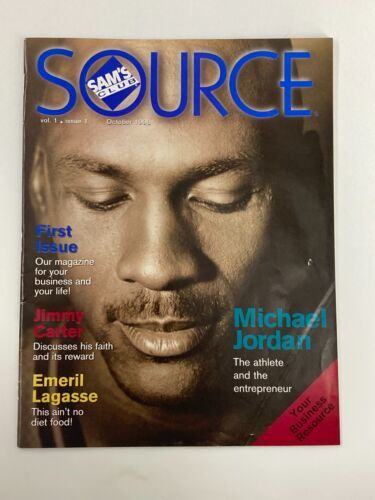 SOURCE
SAM'S
CLUB
vol. 1 ▪ issue 1 October 1998
First
Issue
Our magazine
for your
business and
your life!
Jimmy
Carter
Discusses his faith
and its reward
Emeril
Lagasse
This ain't no
diet food!
Michael
Jordan
The athlete
and the
entrepreneur
Your
Business
Resource